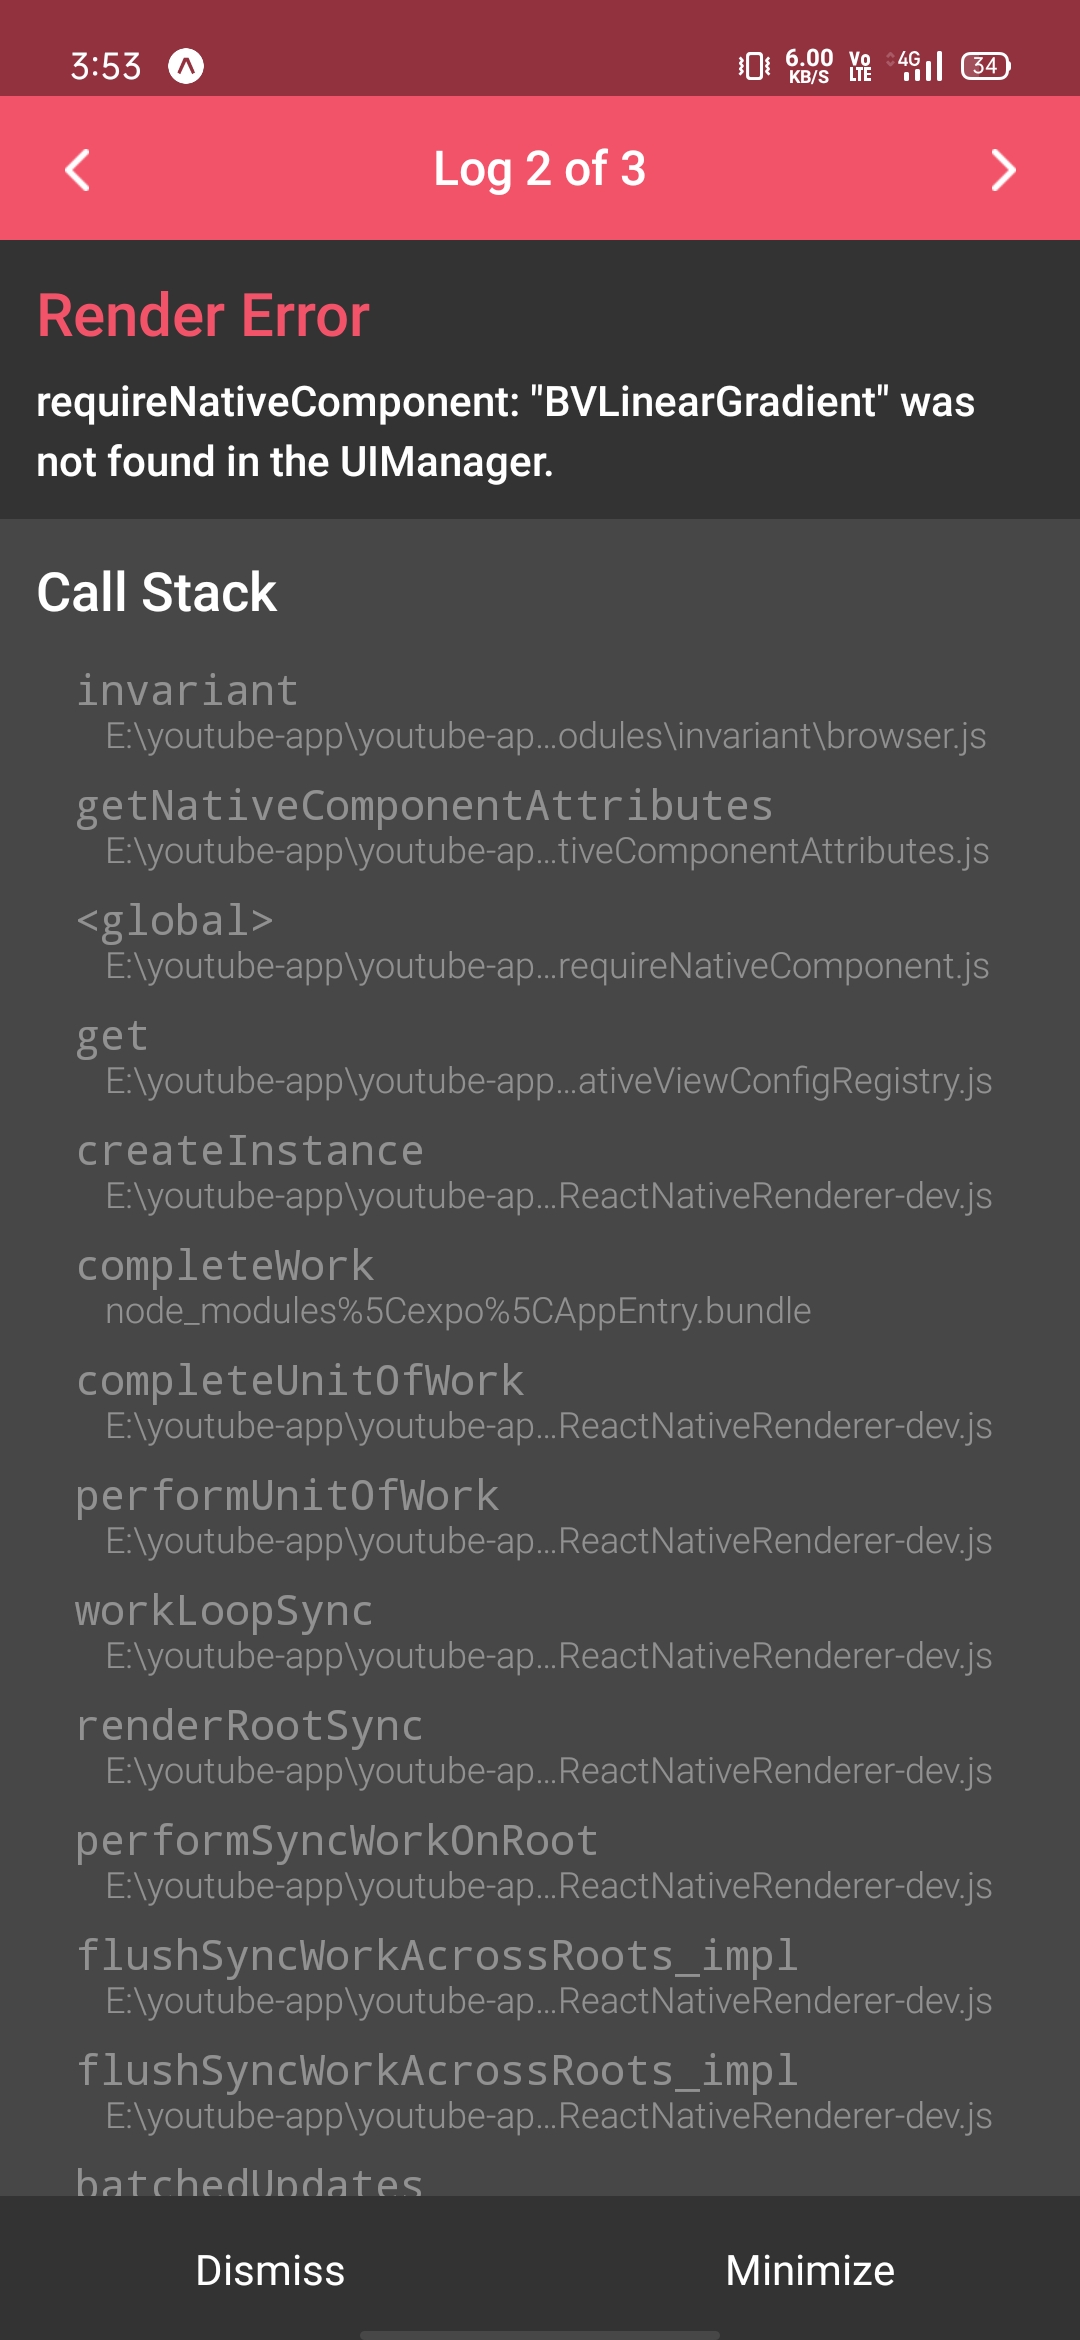 3:53
6.00 KB/S Vo LTE 4G 34
Log 2 of 3
Render Error
requireNativeComponent: "BVLinearGradient" was
not found in the UIManager.
Call Stack
invariant
E:\youtube-app\youtube-ap...odules\invariant\browser.js
getNativeComponentAttributes
E:\youtube-app\youtube-ap...tiveComponentAttributes.js
<global>
E:\youtube-app\youtube-ap...requireNativeComponent.js
get
E:\youtube-app\youtube-app...ativeViewConfigRegistry.js
createInstance
E:\youtube-app\youtube-ap...ReactNativeRenderer-dev.js
completeWork
node_modules%5Cexpo%5CAppEntry.bundle
completeUnitOfWork
E:\youtube-app\youtube-ap...ReactNativeRenderer-dev.js
performUnitOfWork
E:\youtube-app\youtube-ap...ReactNativeRenderer-dev.js
workLoopSync
E:\youtube-app\youtube-ap...ReactNativeRenderer-dev.js
renderRootSync
E:\youtube-app\youtube-ap...ReactNativeRenderer-dev.js
performSyncWorkOnRoot
E:\youtube-app\youtube-ap...ReactNativeRenderer-dev.js
flushSyncWorkAcrossRoots_impl
E:\youtube-app\youtube-ap...ReactNativeRenderer-dev.js
flushSyncWorkAcrossRoots_impl
E:\youtube-app\youtube-ap...ReactNativeRenderer-dev.js
batchedUpdates
Dismiss Minimize